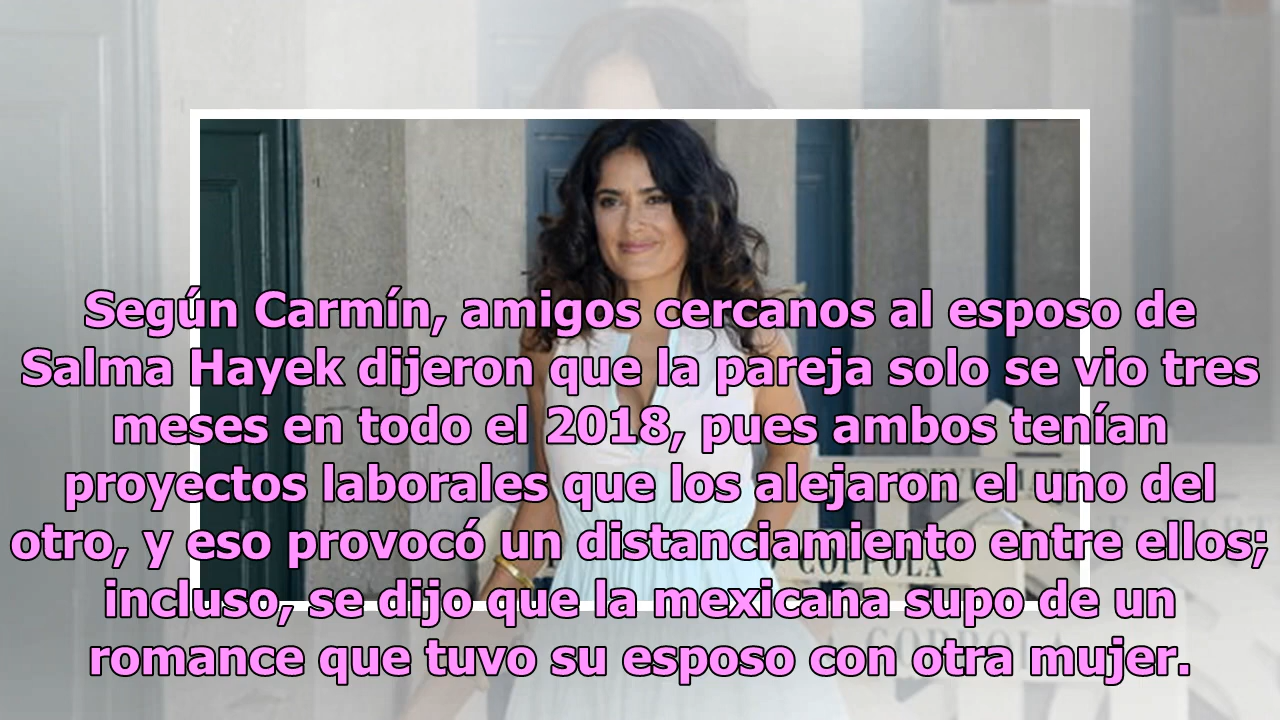 Según Carmín, amigos cercanos al esposo de
Salma Hayek dijeron que la pareja solo se vio tres
meses en todo el 2018, pues ambos tenían
proyectos laborales que los alejaron el uno del
otro, y eso provocó un distanciamiento entre ellos;
incluso, se dijo que la mexicana supo de un
romance que tuvo su esposo con otra mujer.
COPPOLA
COPPOLA